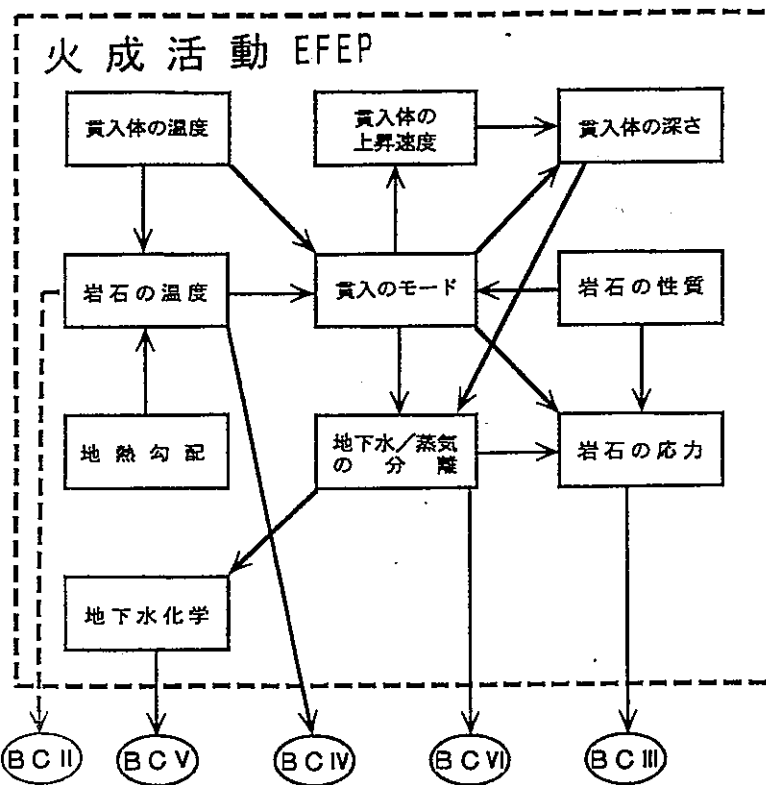 火成活動 EFEP
貫入体の温度
貫入体の
上昇速度
貫入体の深さ
岩石の温度
貫入のモード
岩石の性質
地熱勾配
地下水／蒸気
の分離
岩石の応力
地下水化学
BC II
BC V
BC IV
BC VI
BC III